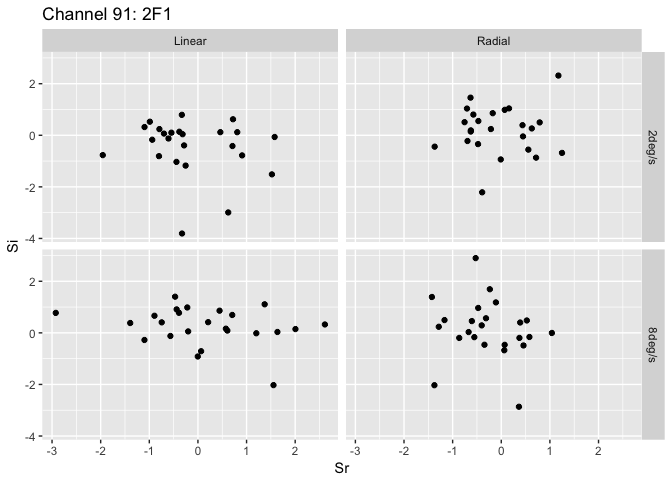 Channel 91: 2F1
Linear
Radial
2
0
-2
-4
2deg/s
Si
2
0
-2
-4
8deg/s
-3 -2 -1 0 1 2
-3 -2 -1 0 1 2
Sr